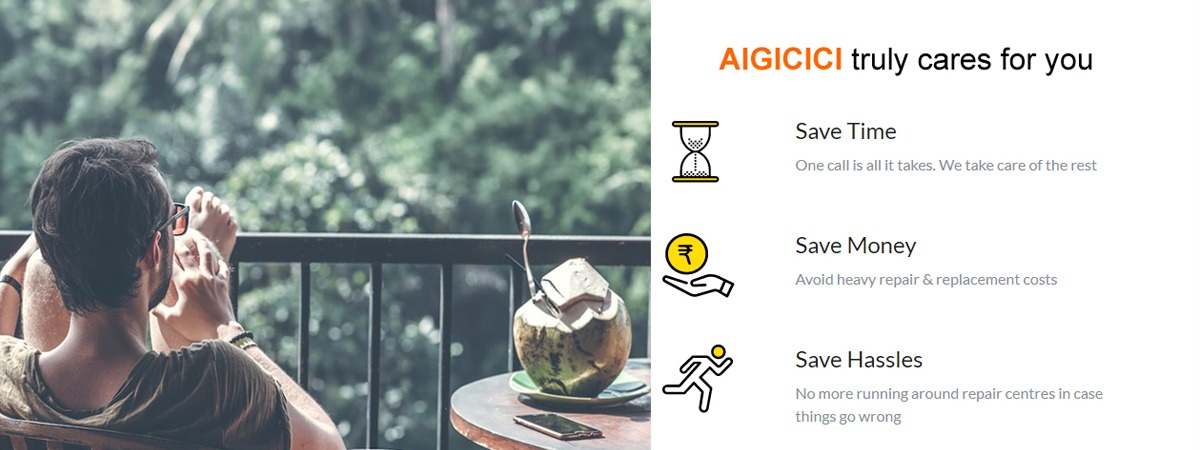 AIGICICI truly cares for you
Save Time
One call is all it takes. We take care of the rest
₹
Save Money
Avoid heavy repair & replacement costs
Save Hassles
No more running around repair centres in case
things go wrong